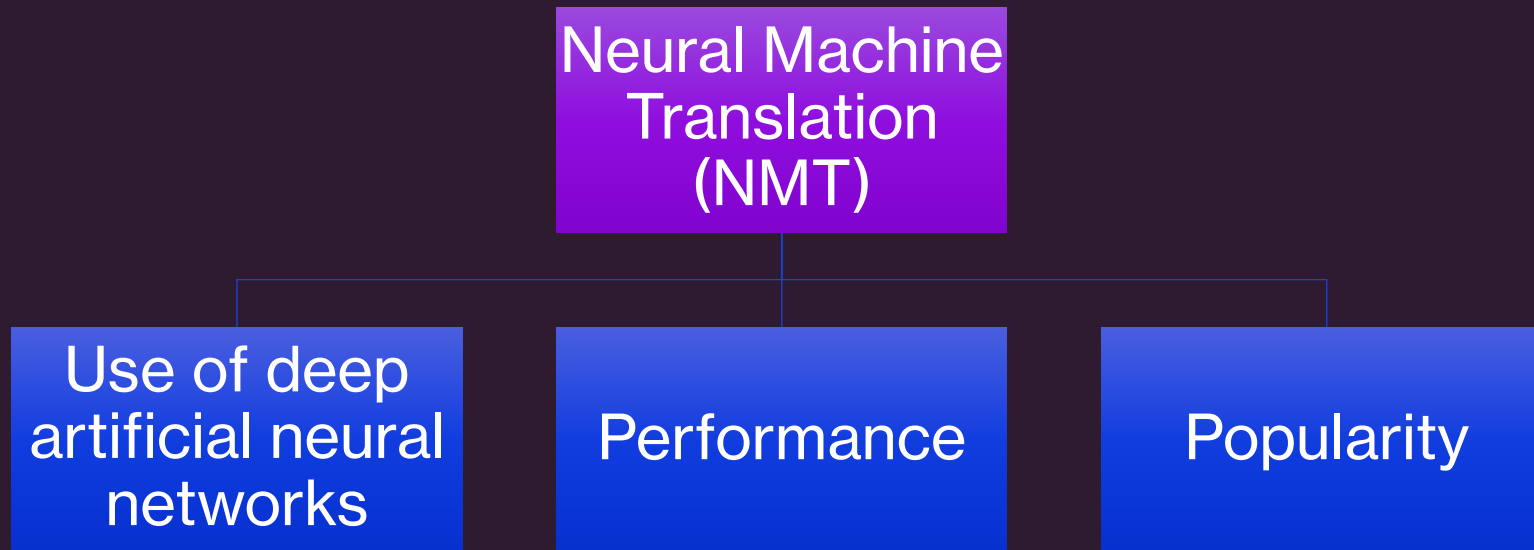 Neural Machine
Translation
(NMT)
Use of deep
artificial neural
networks
Performance
Popularity